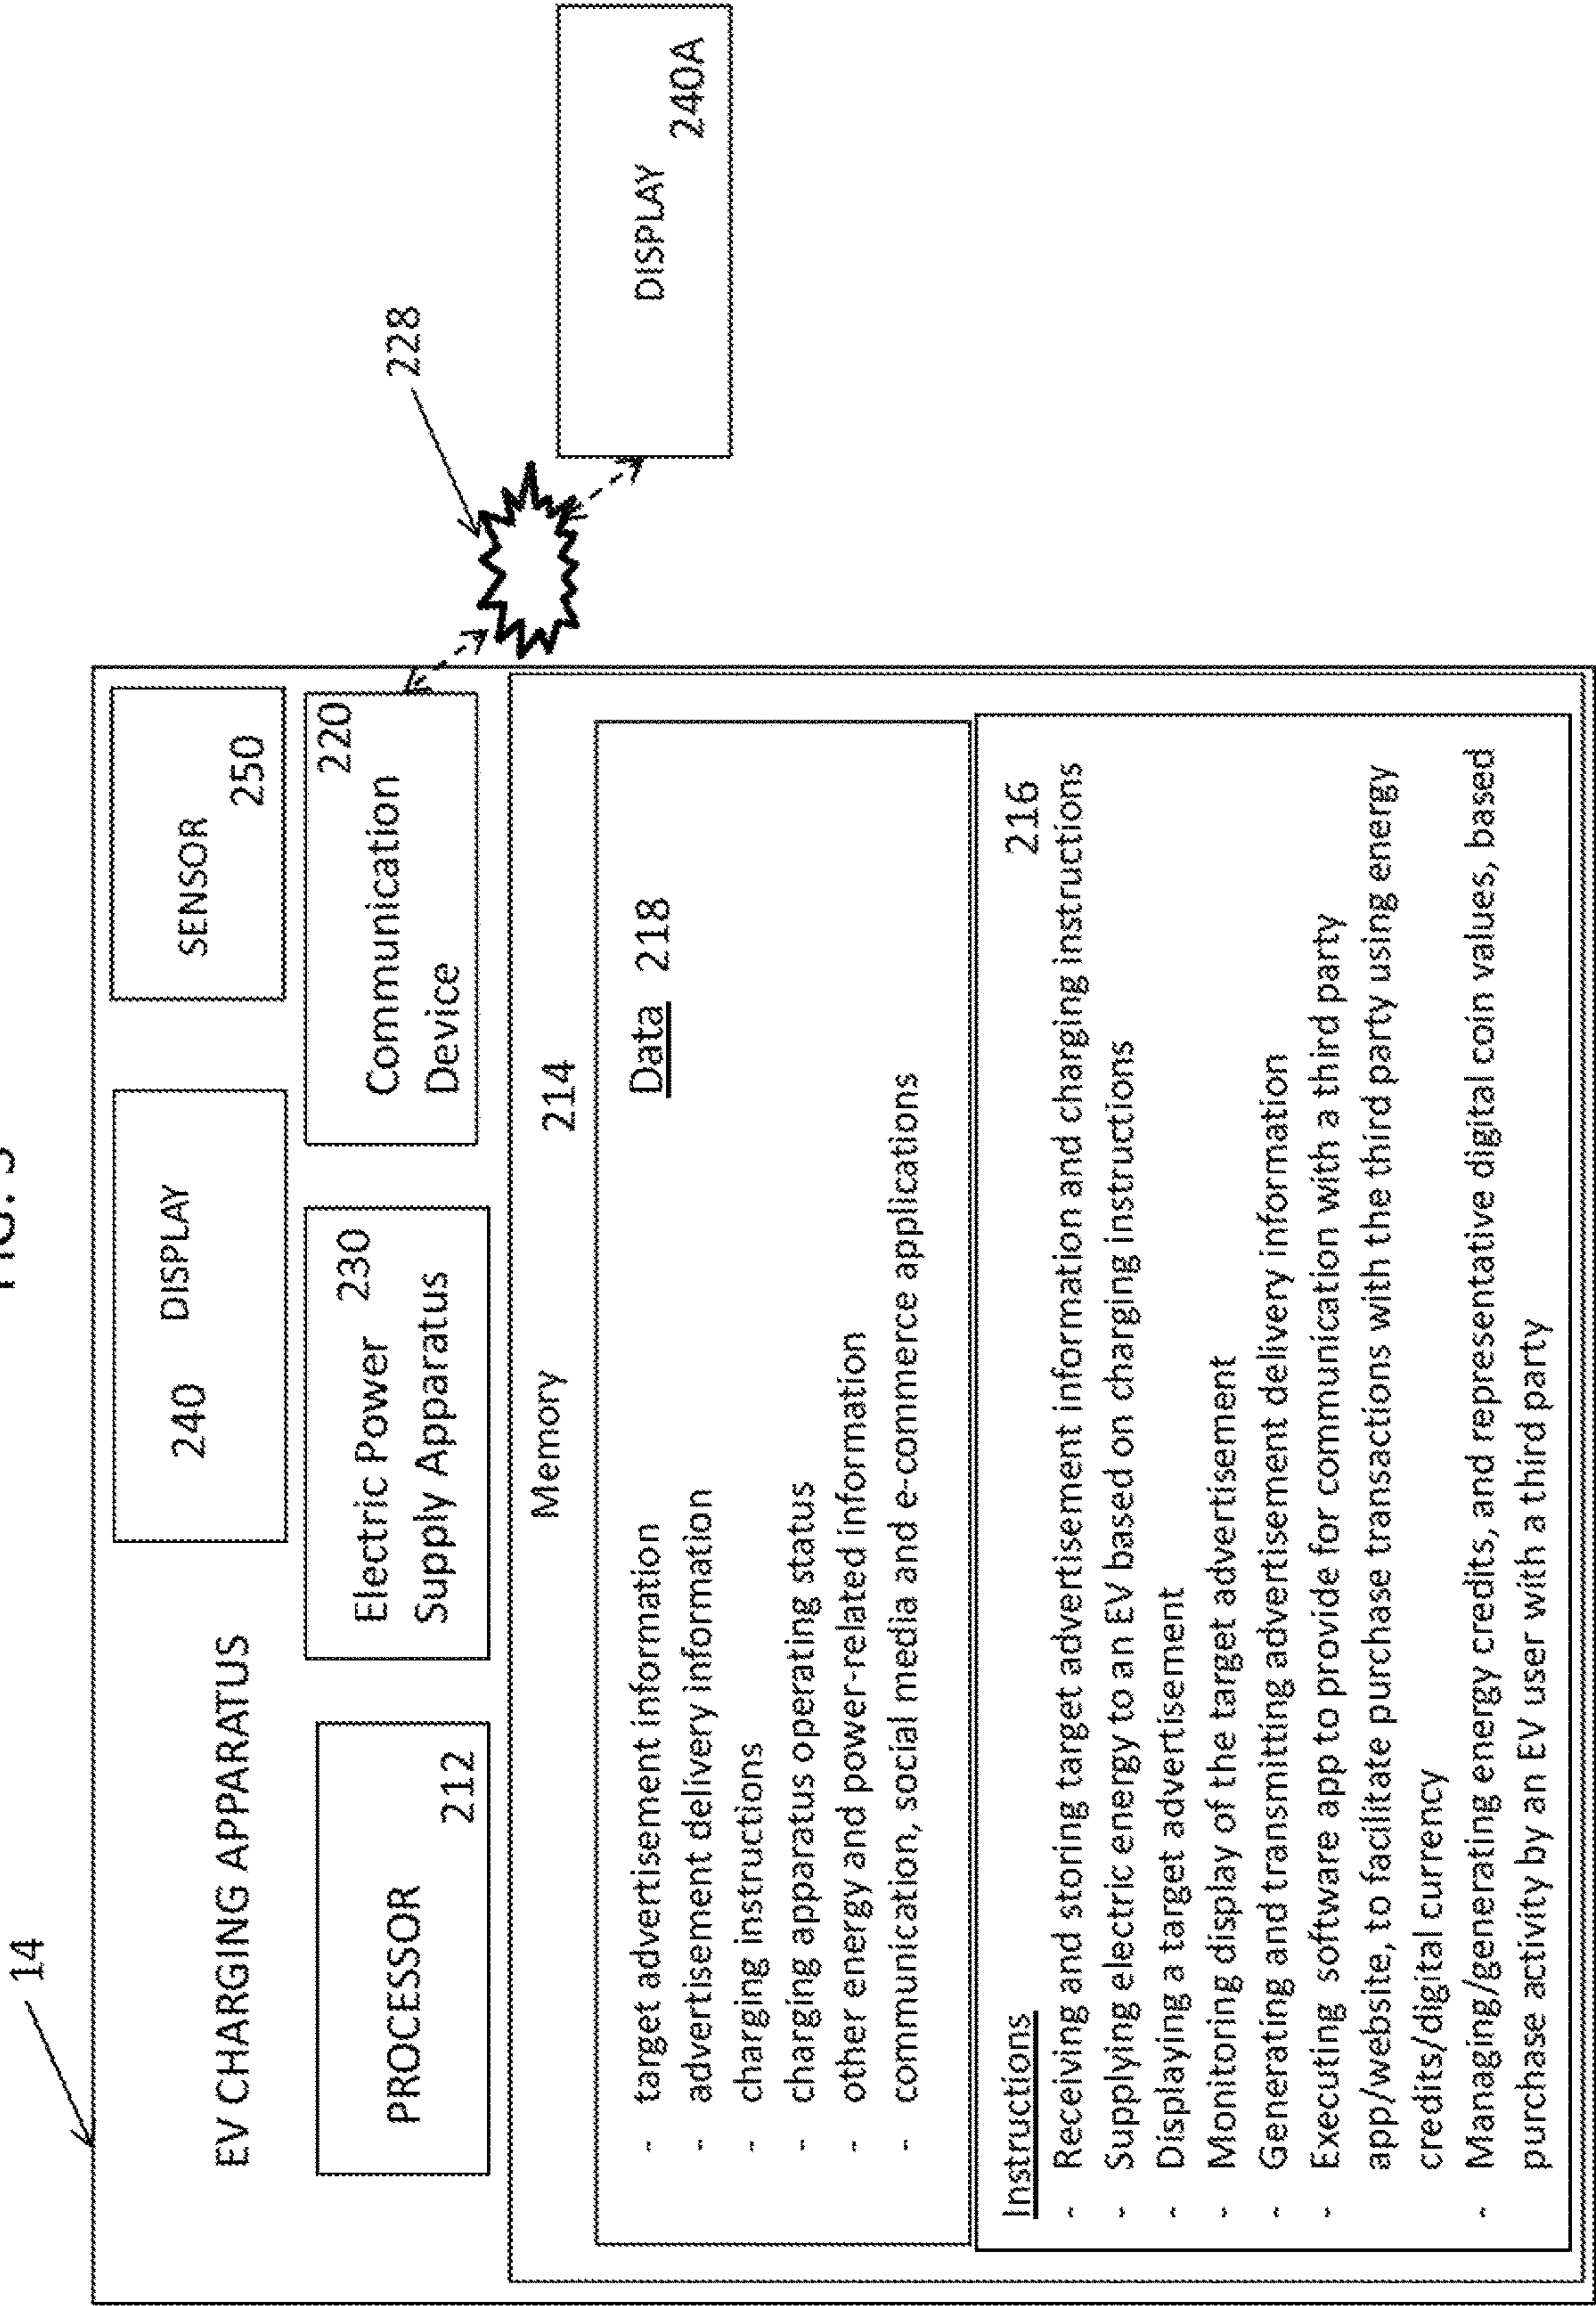 14
EV CHARGING APPARATUS
240 DISPLAY
SENSOR
250
PROCESSOR
212
Electric Power 230
Supply Apparatus
220
Communication
Device
228
DISPLAY
240A
Memory 214
Data 218
- target advertisement information
- advertisement delivery information
- charging instructions
- charging apparatus operating status
- other energy and power-related information
- communication, social media and e-commerce applications
Instructions 216
- Receiving and storing target advertisement information and charging instructions
- Supplying electric energy to an EV based on charging instructions
- Displaying a target advertisement
- Monitoring display of the target advertisement
- Generating and transmitting advertisement delivery information
- Executing software app to provide for communication with a third party
app/website, to facilitate purchase transactions with the third party using energy
credits/digital currency
- Managing/generating energy credits, and representative digital coin values, based
purchase activity by an EV user with a third party